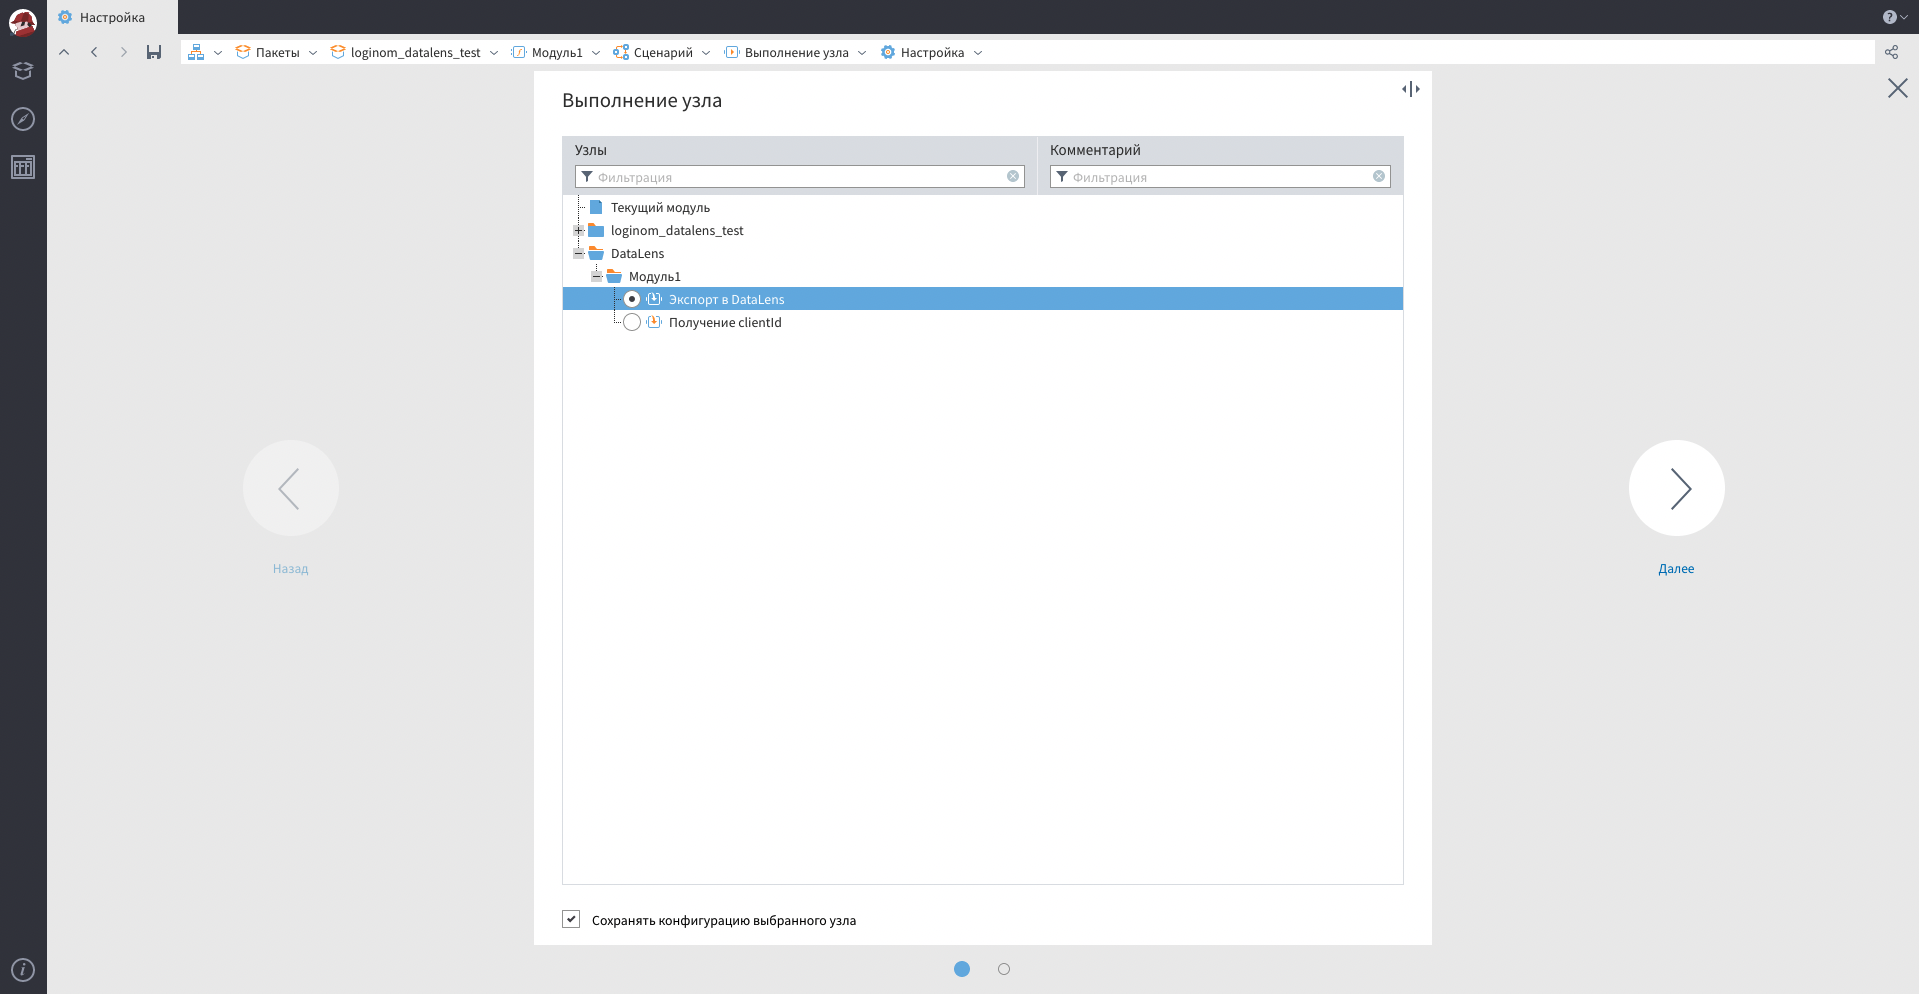 Настройка
Пакеты loginom_datalens_test Модуль1 Сценарий Выполнение узла Настройка
Выполнение узла
Узлы Комментарий
Фильтрация Фильтрация
Текущий модуль
loginom_datalens_test
DataLens
Модуль1
Экспорт в DataLens
Получение clientId
Назад
Далее
Сохранять конфигурацию выбранного узла